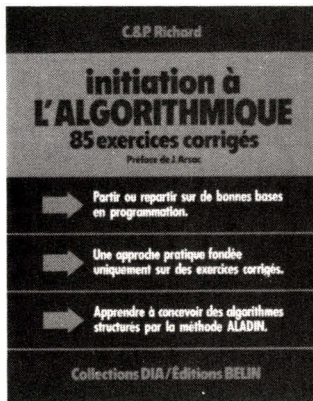 C&P Richard
initiation à
L'ALGORITHMIQUE
85 exercices corrigés
Préface de J. Arsac
Partir ou repartir sur de bonnes bases
en programmation.
Une approche pratique fondée
uniquement sur des exercices corrigés.
Apprendre à concevoir des algorithmes
structurés par la méthode ALADIN.
Collections DIA/Éditions BELIN